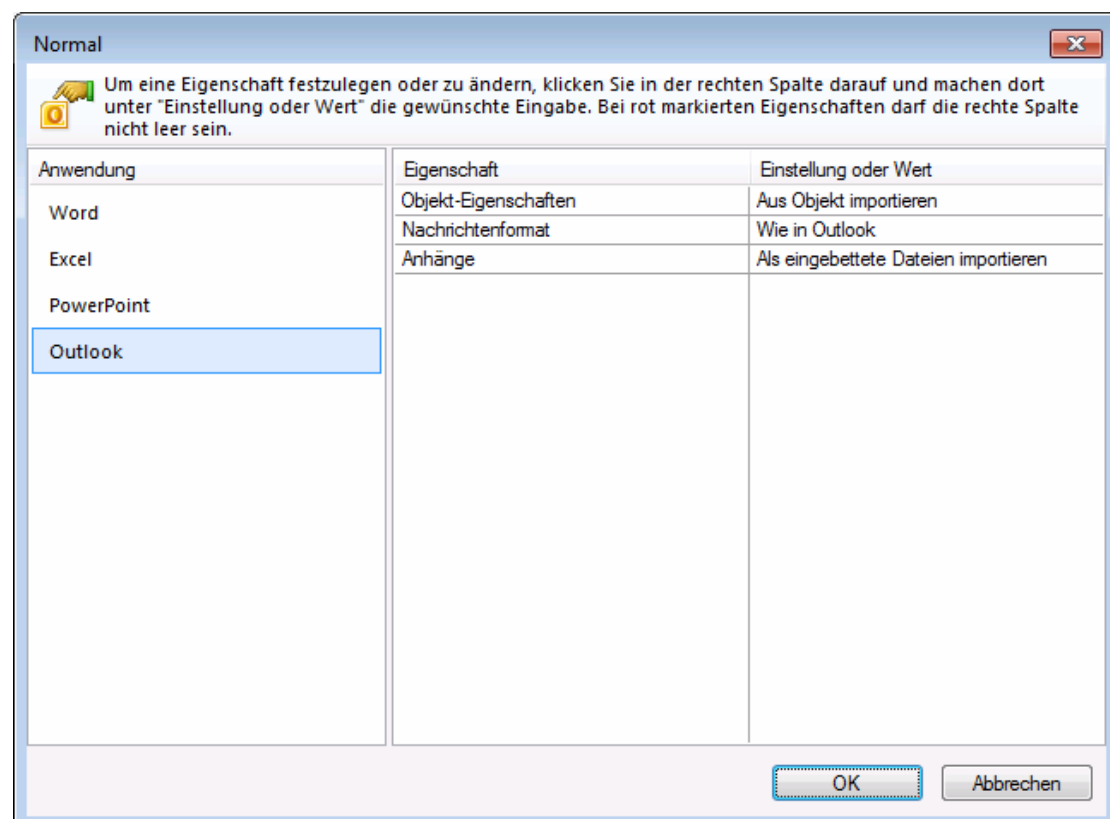 Normal
Um eine Eigenschaft festzulegen oder zu ändern, klicken Sie in der rechten Spalte darauf und machen dort
unter "Einstellung oder Wert" die gewünschte Eingabe. Bei rot markierten Eigenschaften darf die rechte Spalte
nicht leer sein.
Anwendung
Word
Excel
PowerPoint
Outlook
Eigenschaft Einstellung oder Wert
Objekt-Eigenschaften Aus Objekt importieren
Nachrichtenformat Wie in Outlook
Anhänge Als eingebettete Dateien importieren
OK Abbrechen